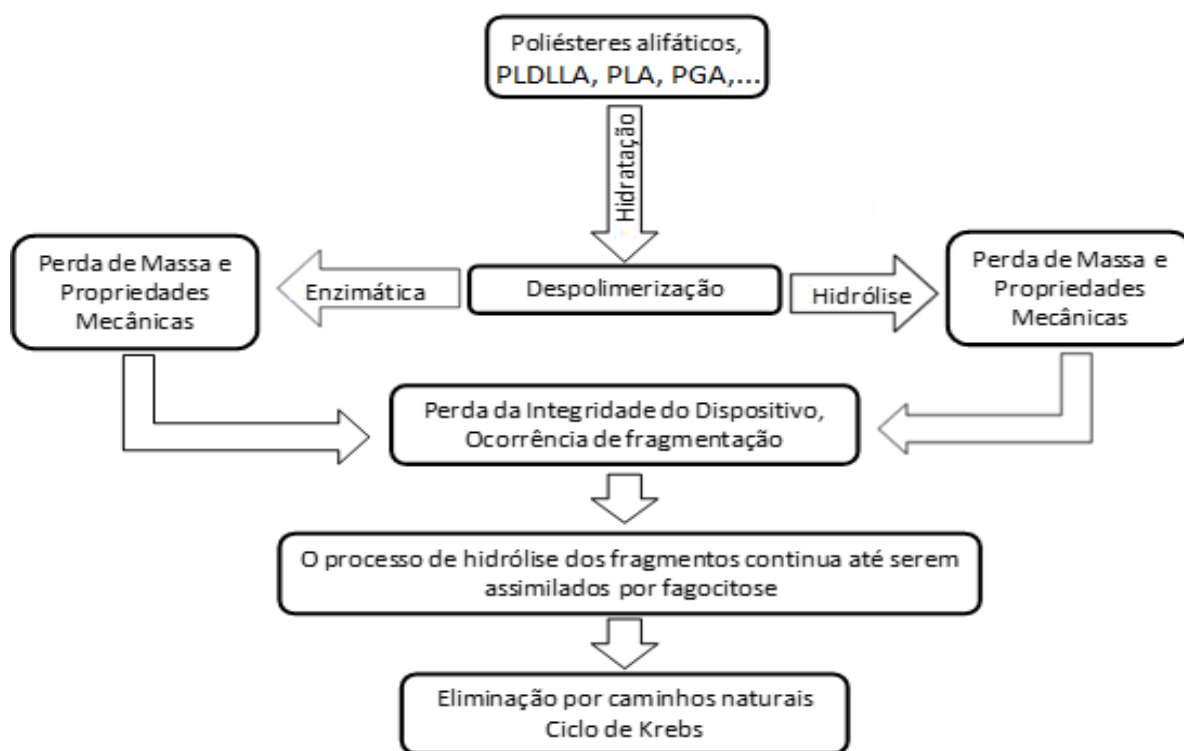 Poliésteres alifáticos,
PLDLLA, PLA, PGA,...
Hidratação
Despolimerização
Enzimática
Hidrólise
Perda de Massa e
Propriedades
Mecânicas
Perda de Massa e
Propriedades
Mecânicas
Perda da Integridade do Dispositivo,
Ocorrência de fragmentação
O processo de hidrólise dos fragmentos continua até serem
assimilados por fagocitose
Eliminação por caminhos naturais
Ciclo de Krebs